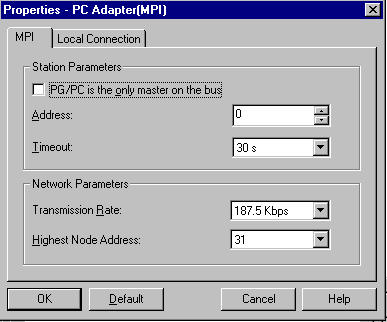 Properties - PC Adapter(MPI)
MPI Local Connection
Station Parameters
PG/PC is the only master on the bus
Address: 0
Timeout: 30 s
Network Parameters
Transmission Rate: 187.5 Kbps
Highest Node Address: 31
OK Default Cancel Help